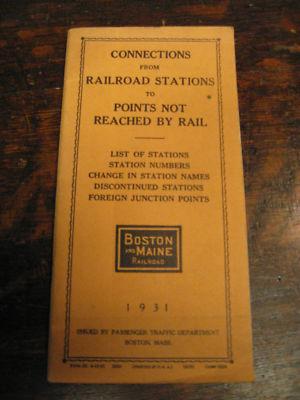 CONNECTIONS
FROM
RAILROAD STATIONS
TO
POINTS NOT
REACHED BY RAIL
LIST OF STATIONS
STATION NUMBERS
CHANGE IN STATION NAMES
DISCONTINUED STATIONS
FOREIGN JUNCTION POINTS
BOSTON
AND MAINE
RAILROAD
1931
ISSUED BY PASSENGER TRAFFIC DEPARTMENT
BOSTON, MASS.